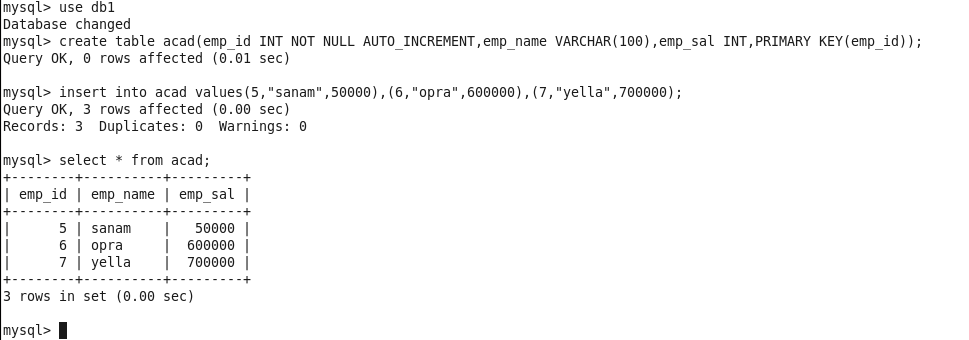 mysql> use db1
Database changed
mysql> create table acad(emp_id INT NOT NULL AUTO_INCREMENT,emp_name VARCHAR(100),emp_sal INT,PRIMARY KEY(emp_id));
Query OK, 0 rows affected (0.01 sec)

mysql> insert into acad values(5,"sanam",50000),(6,"opra",600000),(7,"yella",700000);
Query OK, 3 rows affected (0.00 sec)
Records: 3  Duplicates: 0  Warnings: 0

mysql> select * from acad;
+--------+----------+---------+
| emp_id | emp_name | emp_sal |
+--------+----------+---------+
|      5 | sanam    |   50000 |
|      6 | opra     |  600000 |
|      7 | yella    |  700000 |
+--------+----------+---------+
3 rows in set (0.00 sec)

mysql>